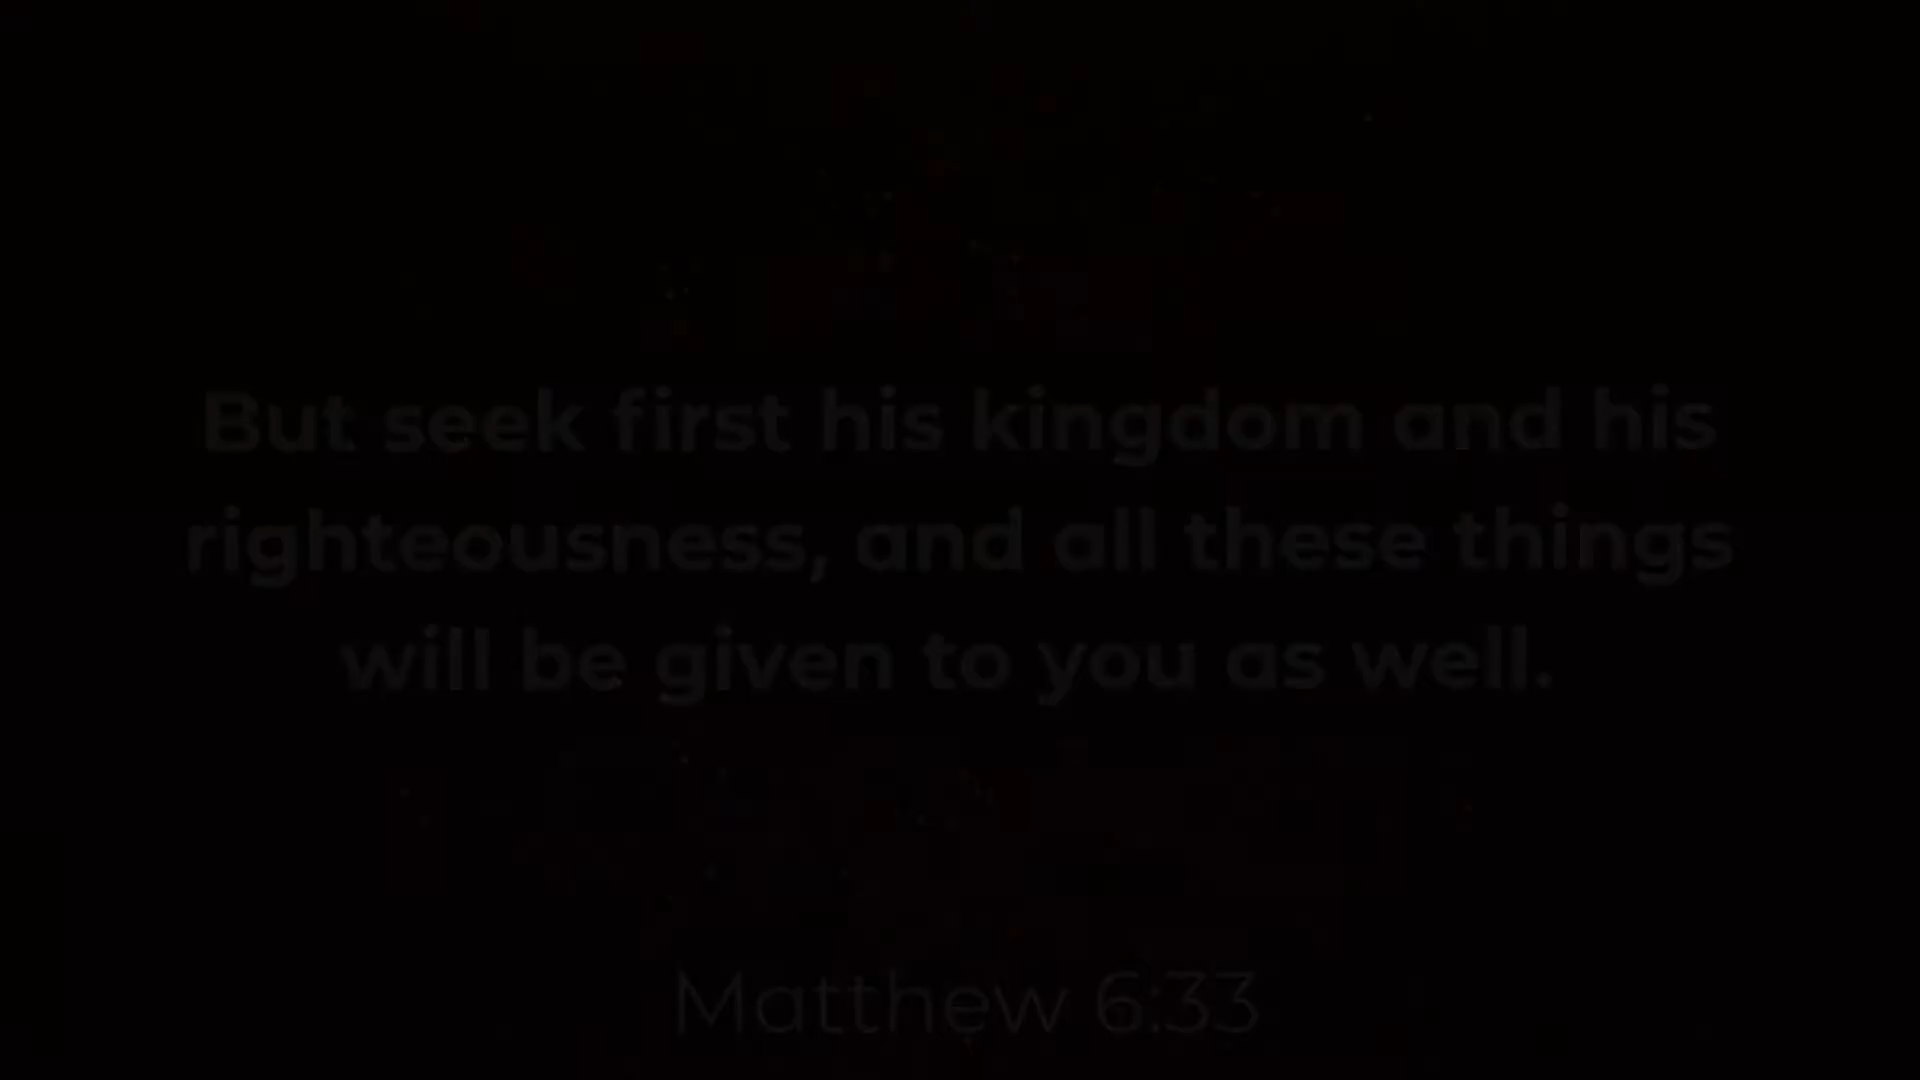 But seek first his kingdom and his
righteousness, and all these things
will be given to you as well.
Matthew 6:33